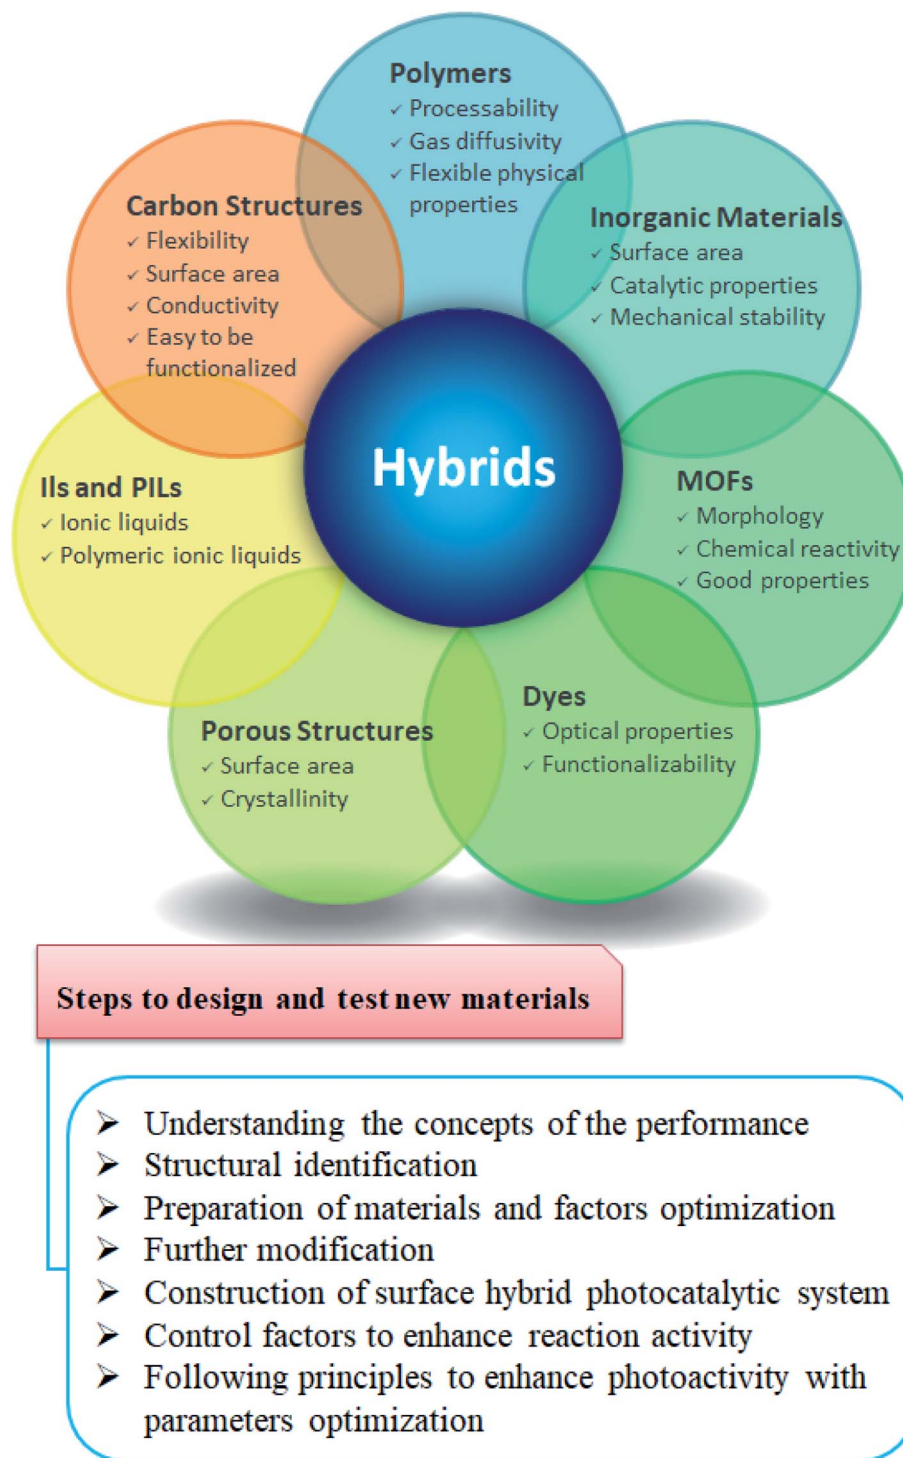 Polymers
✓ Processability
✓ Gas diffusivity
✓ Flexible physical
properties
Carbon Structures
✓ Flexibility
✓ Surface area
✓ Conductivity
✓ Easy to be
functionalized
Inorganic Materials
✓ Surface area
✓ Catalytic properties
✓ Mechanical stability
Hybrids
Ils and PILs
✓ Ionic liquids
✓ Polymeric ionic liquids
MOFs
✓ Morphology
✓ Chemical reactivity
✓ Good properties
Porous Structures
✓ Surface area
✓ Crystallinity
Dyes
✓ Optical properties
✓ Functionalizability
Steps to design and test new materials
➢ Understanding the concepts of the performance
➢ Structural identification
➢ Preparation of materials and factors optimization
➢ Further modification
➢ Construction of surface hybrid photocatalytic system
➢ Control factors to enhance reaction activity
➢ Following principles to enhance photoactivity with
parameters optimization